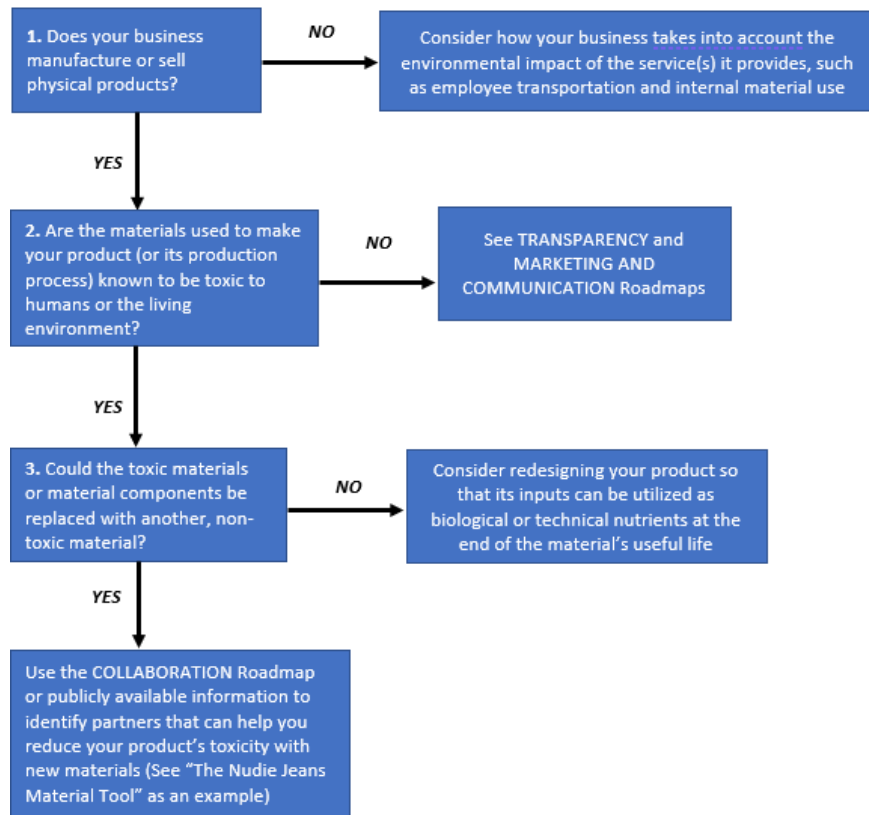 1. Does your business
manufacture or sell
physical products?
NO
Consider how your business takes into account the
environmental impact of the service(s) it provides, such
as employee transportation and internal material use
YES
2. Are the materials used to make
your product (or its production
process) known to be toxic to
humans or the living
environment?
NO
See TRANSPARENCY and
MARKETING AND
COMMUNICATION Roadmaps
YES
3. Could the toxic materials
or material components be
replaced with another, non-
toxic material?
NO
Consider redesigning your product so
that its inputs can be utilized as
biological or technical nutrients at the
end of the material's useful life
YES
Use the COLLABORATION Roadmap
or publicly available information to
identify partners that can help you
reduce your product's toxicity with
new materials (See “The Nudie Jeans
Material Tool” as an example)